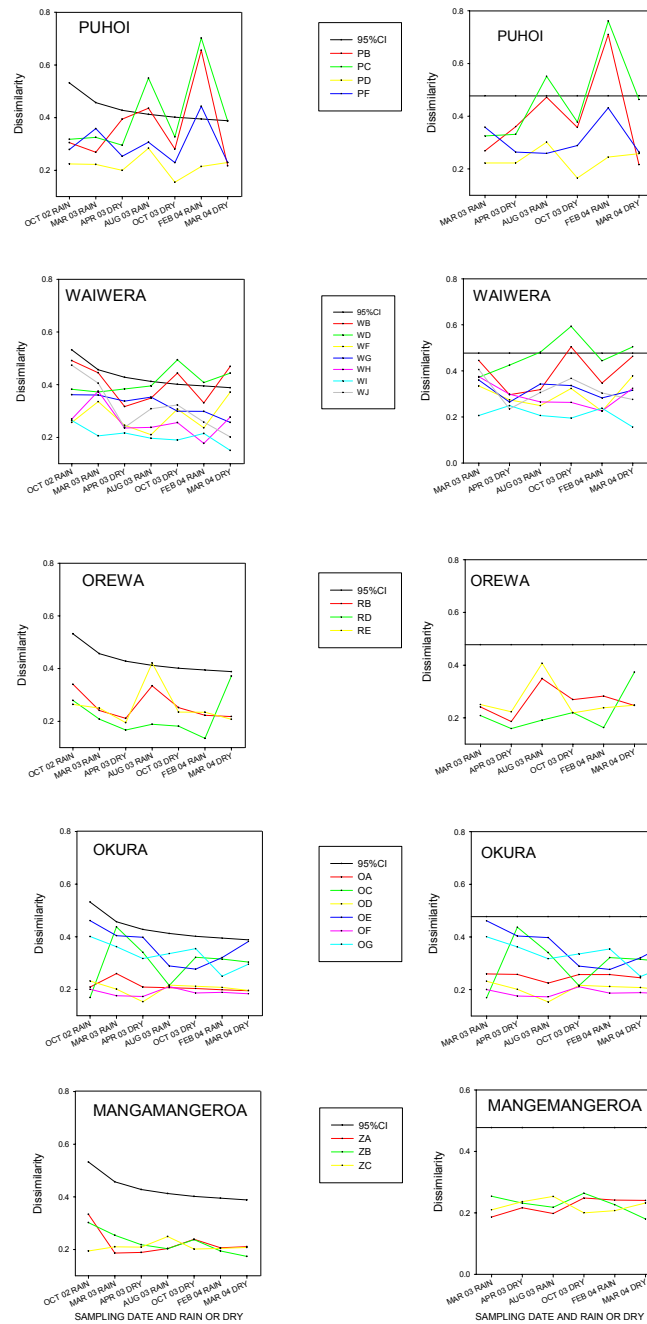 PUHOI
Dissimilarity
0.8
0.6
0.4
0.2
OCT 02 RAIN
MAR 03 RAIN
APR 03 DRY
AUG 03 RAIN
OCT 03 DRY
FEB 04 RAIN
MAR 04 DRY
95%CI
PB
PC
PD
PF
PUHOI
Dissimilarity
0.8
0.6
0.4
0.2
MAR 03 RAIN
APR 03 DRY
AUG 03 RAIN
OCT 03 DRY
FEB 04 RAIN
MAR 04 DRY
WAIWERA
Dissimilarity
0.8
0.6
0.4
0.2
OCT 02 RAIN
MAR 03 RAIN
APR 03 DRY
AUG 03 RAIN
OCT 03 DRY
FEB 04 RAIN
MAR 04 DRY
95%CI
WB
WD
WF
WG
WH
WI
WJ
WAIWERA
Dissimilarity
0.8
0.6
0.4
0.2
0.0
MAR 03 RAIN
APR 03 DRY
AUG 03 RAIN
OCT 03 DRY
FEB 04 RAIN
MAR 04 DRY
OREWA
Dissimilarity
0.8
0.6
0.4
0.2
OCT 02 RAIN
MAR 03 RAIN
APR 03 DRY
AUG 03 RAIN
OCT 03 DRY
FEB 04 RAIN
MAR 04 DRY
95%CI
RB
RD
RE
OREWA
Dissimilarity
0.8
0.6
0.4
0.2
MAR 03 RAIN
APR 03 DRY
AUG 03 RAIN
OCT 03 DRY
FEB 04 RAIN
MAR 04 DRY
OKURA
Dissimilarity
0.8
0.6
0.4
0.2
OCT 02 RAIN
MAR 03 RAIN
APR 03 DRY
AUG 03 RAIN
OCT 03 DRY
FEB 04 RAIN
MAR 04 DRY
95%CI
OA
OC
OD
OE
OF
OG
OKURA
Dissimilarity
0.8
0.6
0.4
0.2
MAR 03 RAIN
APR 03 DRY
AUG 03 RAIN
OCT 03 DRY
FEB 04 RAIN
MAR 04 DRY
MANGAMANGEROA
Dissimilarity
0.8
0.6
0.4
0.2
OCT 02 RAIN
MAR 03 RAIN
APR 03 DRY
AUG 03 RAIN
OCT 03 DRY
FEB 04 RAIN
MAR 04 DRY
SAMPLING DATE AND RAIN OR DRY
95%CI
ZA
ZB
ZC
MANGEMANGEROA
Dissimilarity
0.6
0.4
0.2
0.0
MAR 03 RAIN
APR 03 DRY
AUG 03 RAIN
OCT 03 DRY
FEB 04 RAIN
MAR 04 DRY
SAMPLING DATE AND RAIN OR DRY